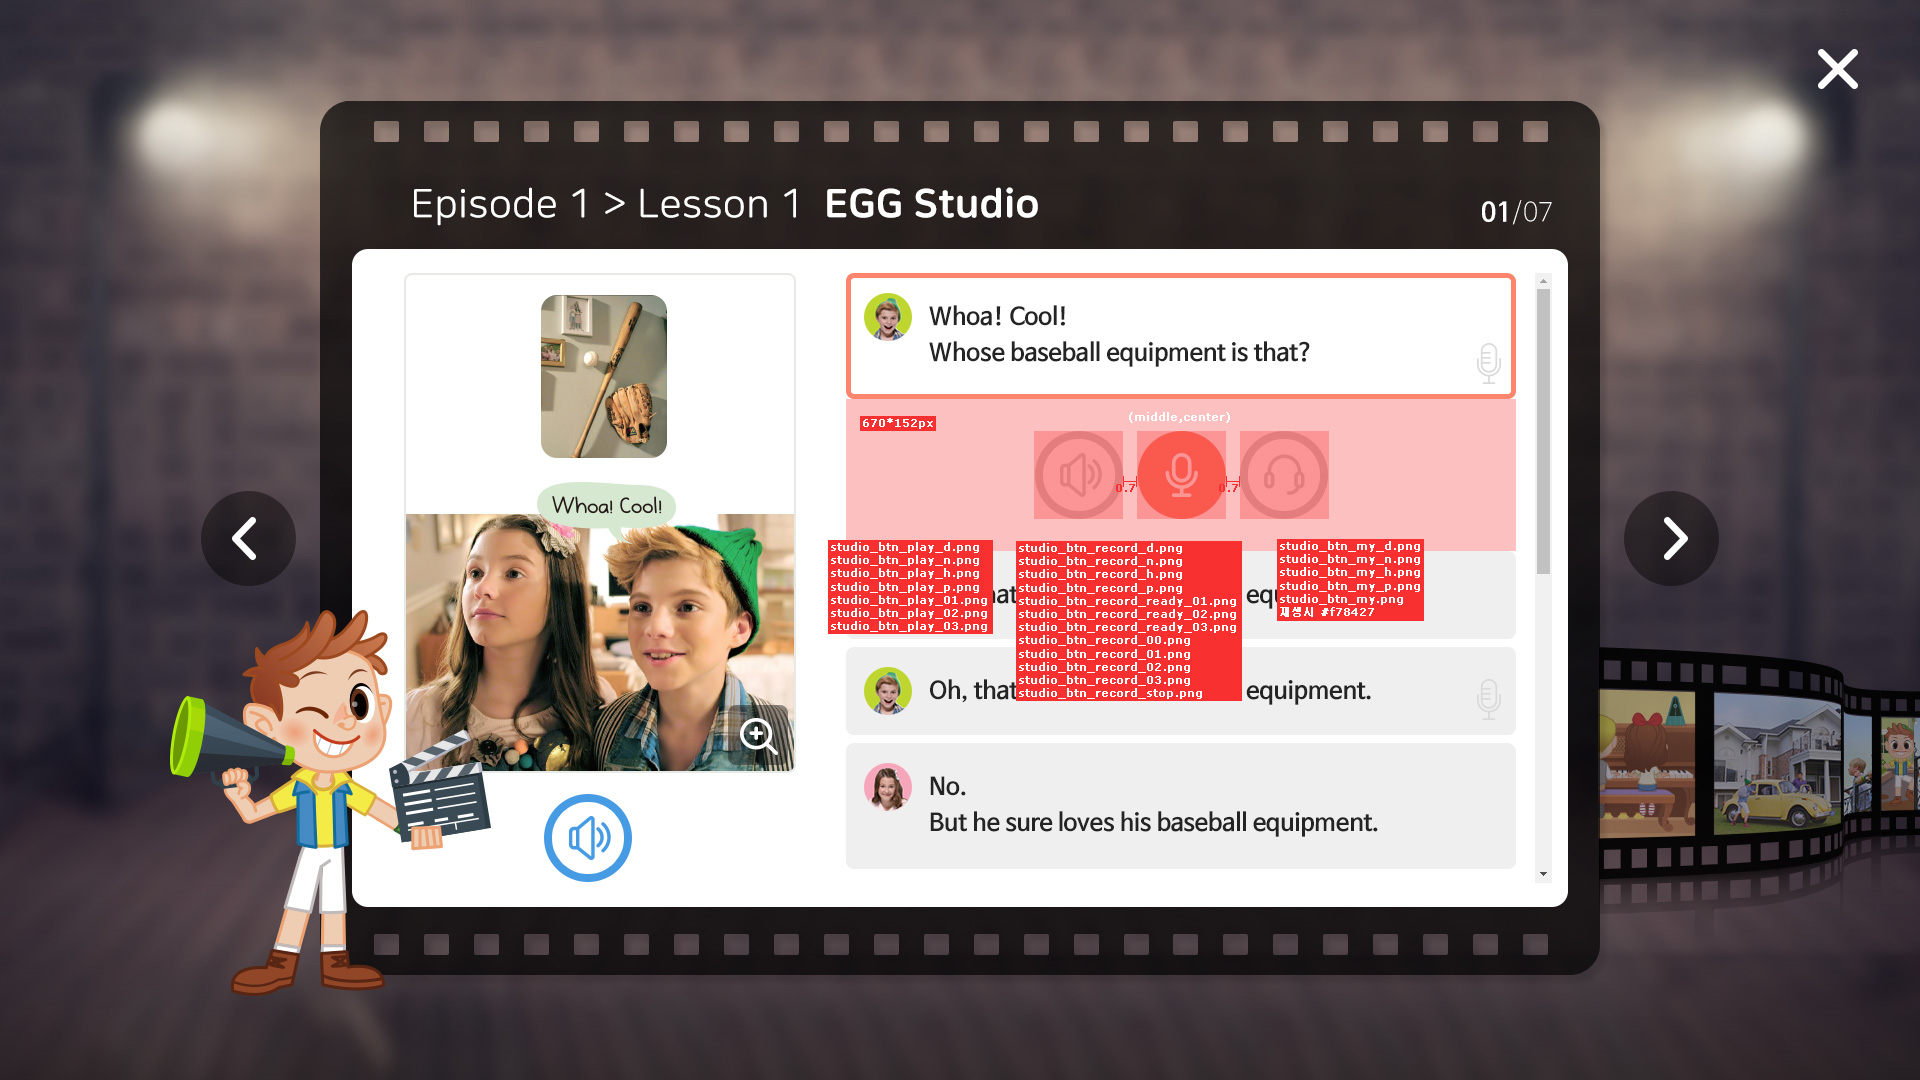 Episode 1 > Lesson 1 EGG Studio
01/07
Whoa! Cool!
Whoa! Cool!
Whose baseball equipment is that?
670*152px
(middle,center)
0.7
0.7
studio_btn_play_d.png
studio_btn_play_n.png
studio_btn_play_h.png
studio_btn_play_p.png
studio_btn_play_01.png
studio_btn_play_02.png
studio_btn_play_03.png
studio_btn_record_d.png
studio_btn_record_n.png
studio_btn_record_h.png
studio_btn_record_p.png
studio_btn_record_ready_01.png
studio_btn_record_ready_02.png
studio_btn_record_ready_03.png
studio_btn_record_00.png
studio_btn_record_01.png
studio_btn_record_02.png
studio_btn_record_03.png
studio_btn_record_stop.png
studio_btn_my_d.png
studio_btn_my_n.png
studio_btn_my_h.png
studio_btn_my_p.png
studio_btn_my.png
재생시 #f78427
Oh, that equipment.
No.
But he sure loves his baseball equipment.